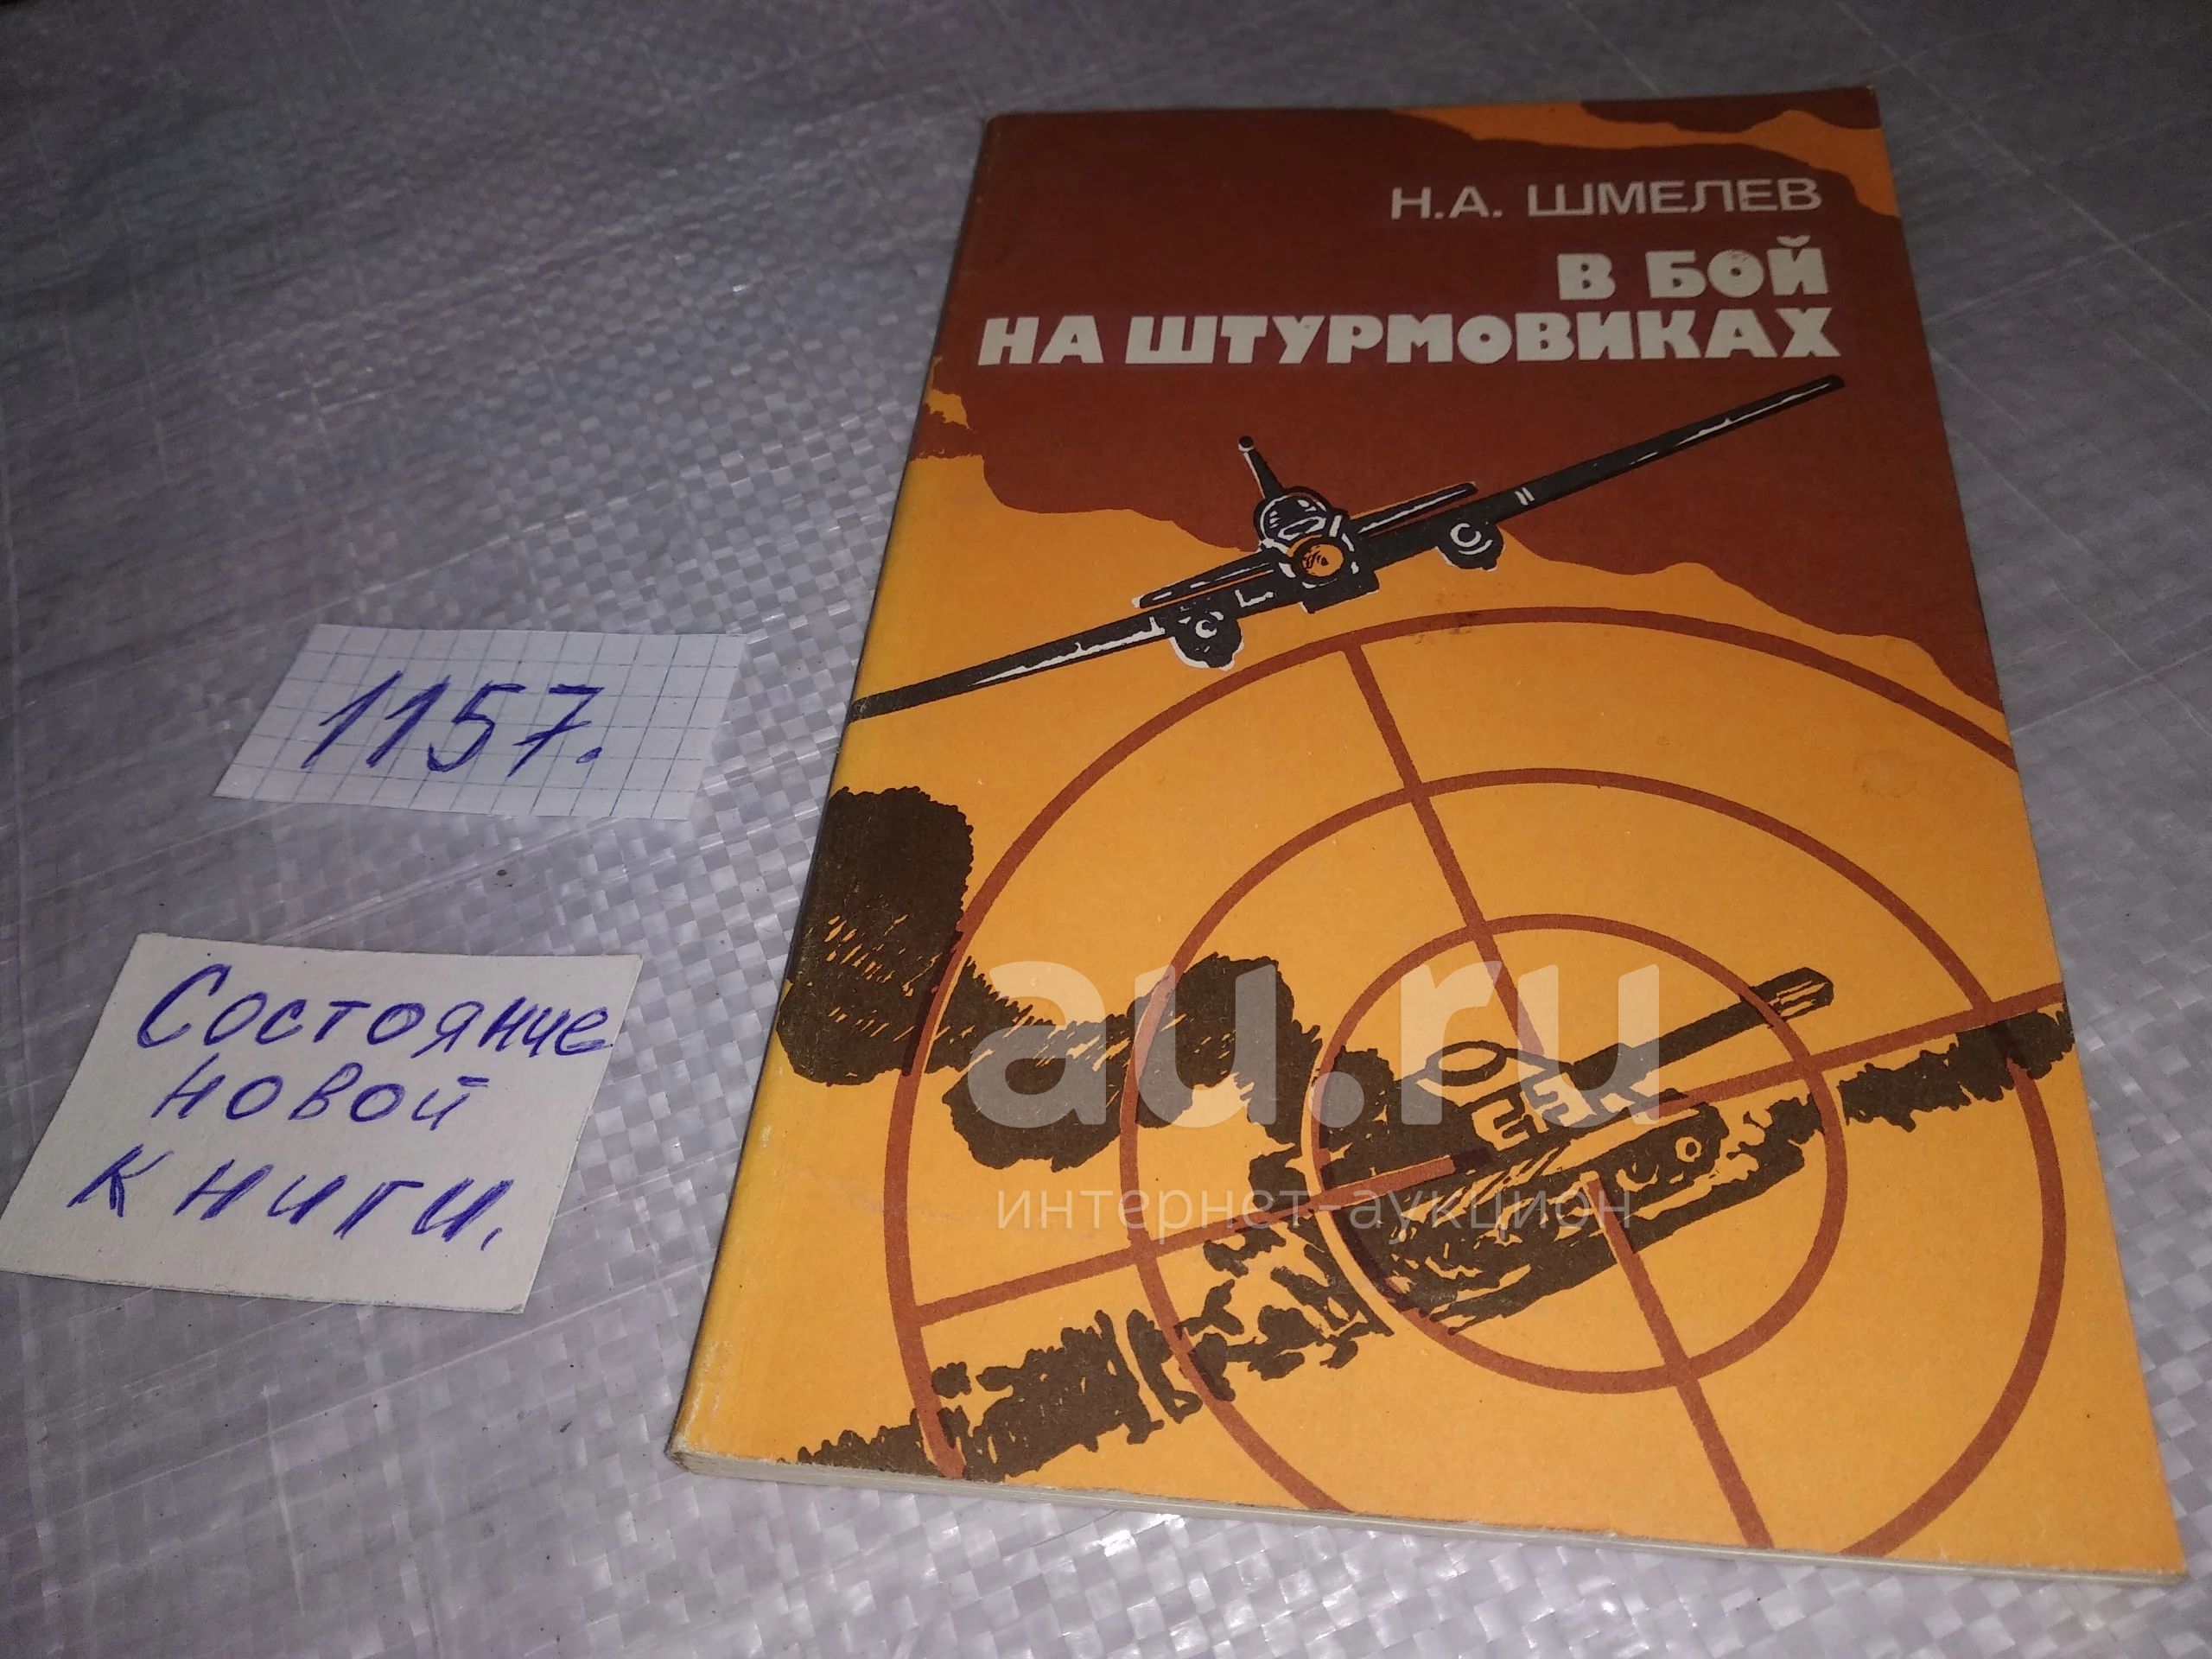 Н.А. ШМЕЛЕВ
В БОЙ
НА ШТУРМОВИКАХ
1157.
Состояние
новой
книги.
au.ru
интернет-аукцион